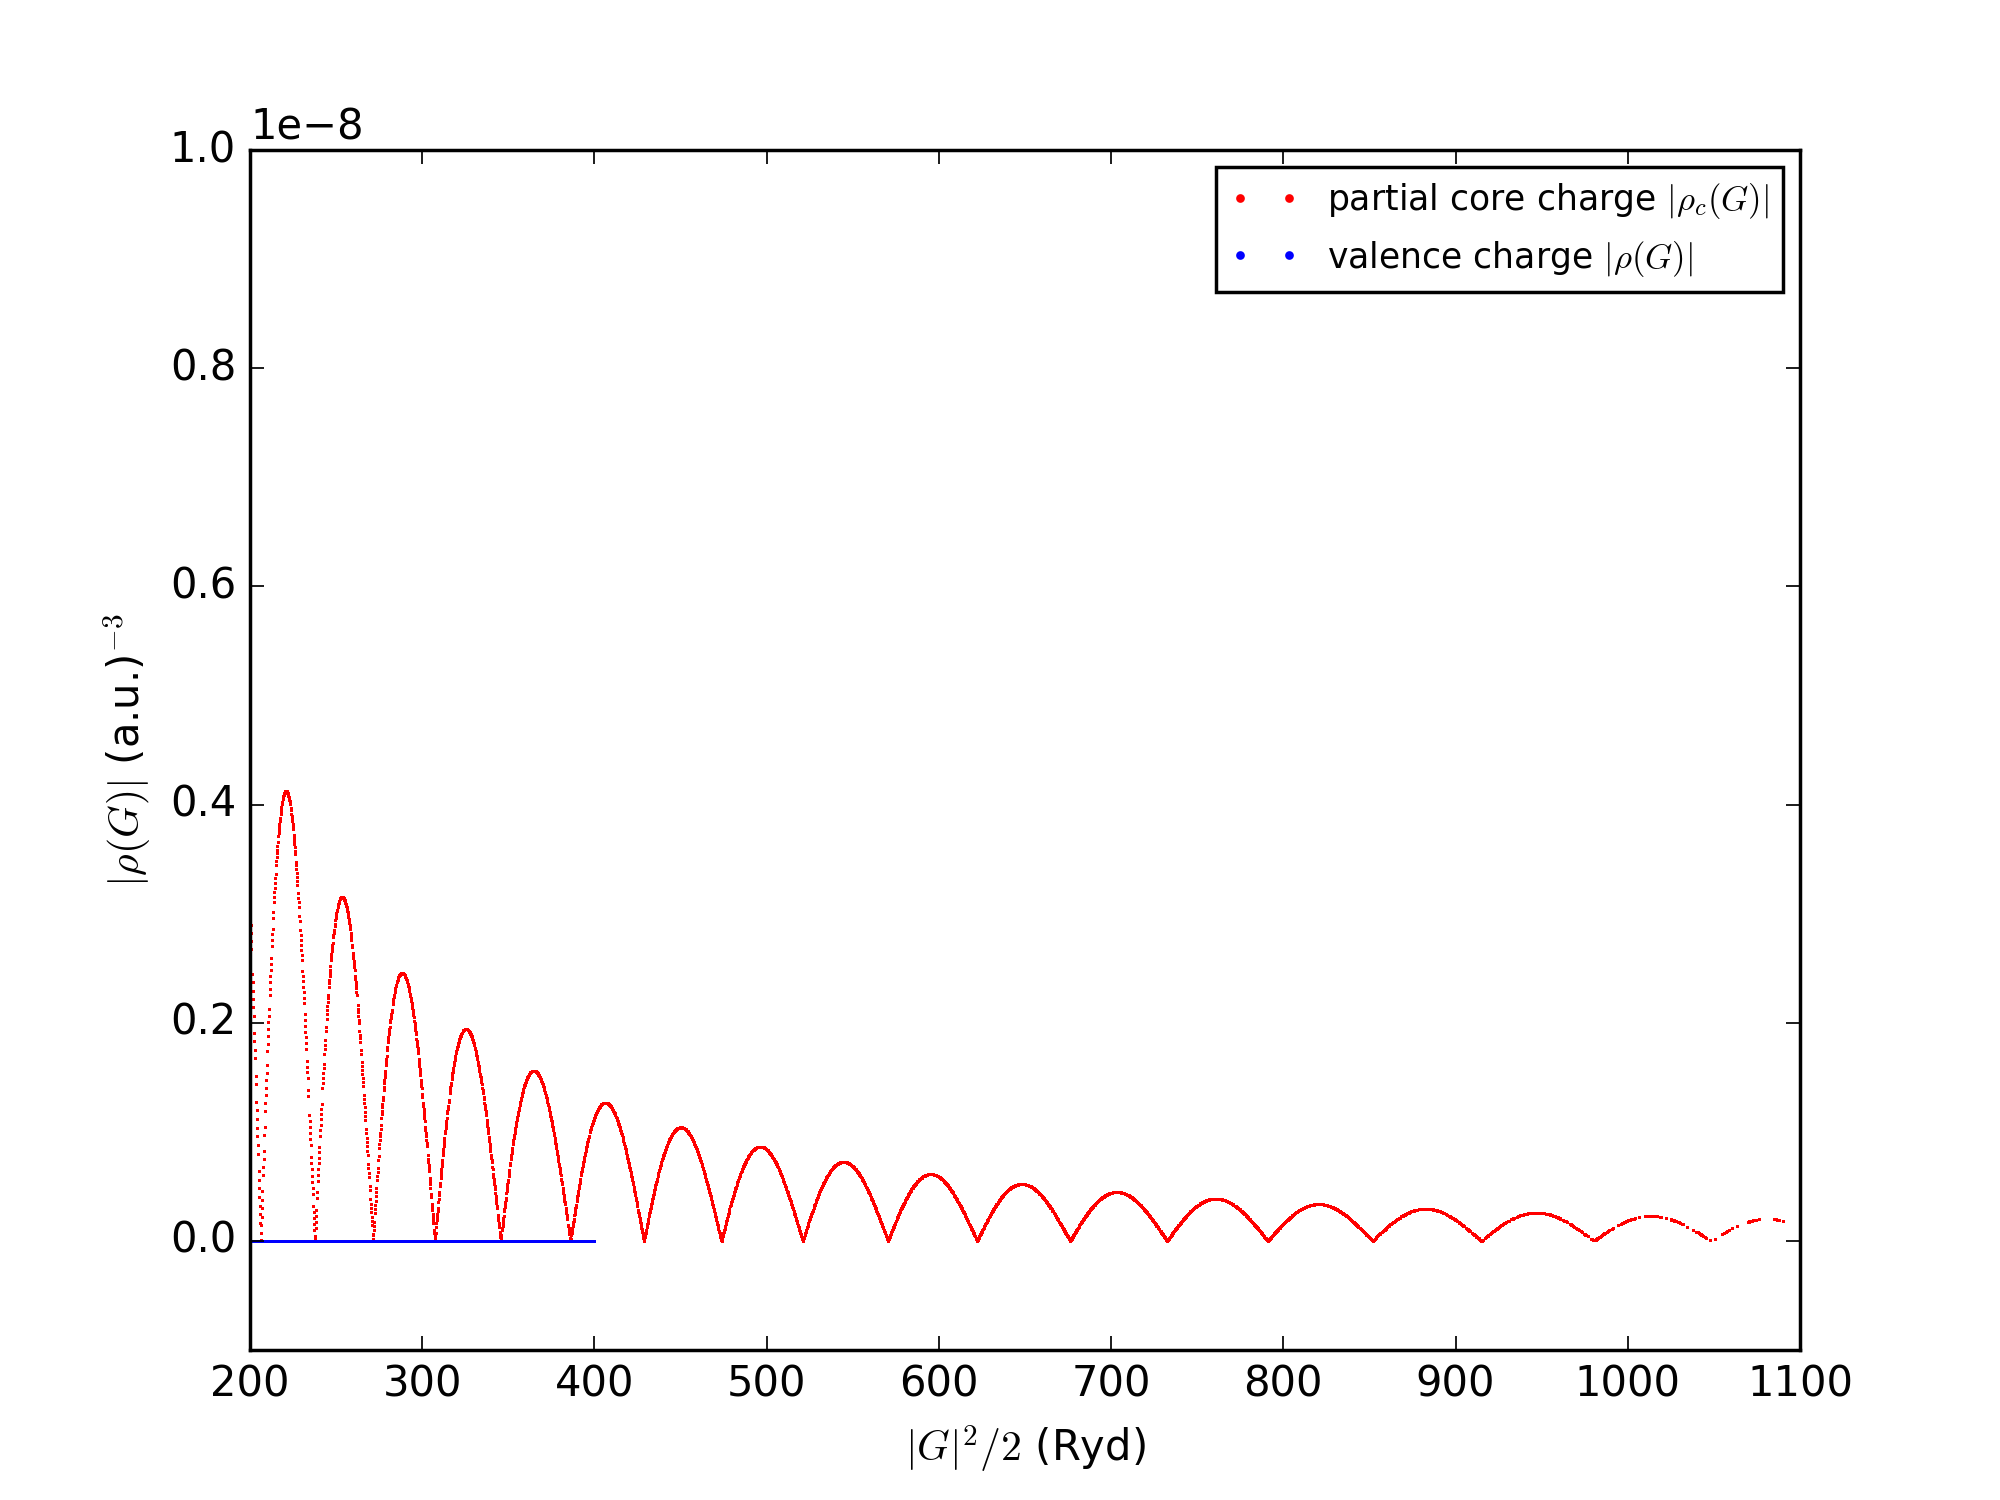 1e−8
1.0
0.8
0.6
0.4
0.2
0.0
200 300 400 500 600 700 800 900 1000 1100
|G|²/2 (Ryd)
|ρ(G)| (a.u.)⁻³
partial core charge |ρ_c(G)|
valence charge |ρ(G)|